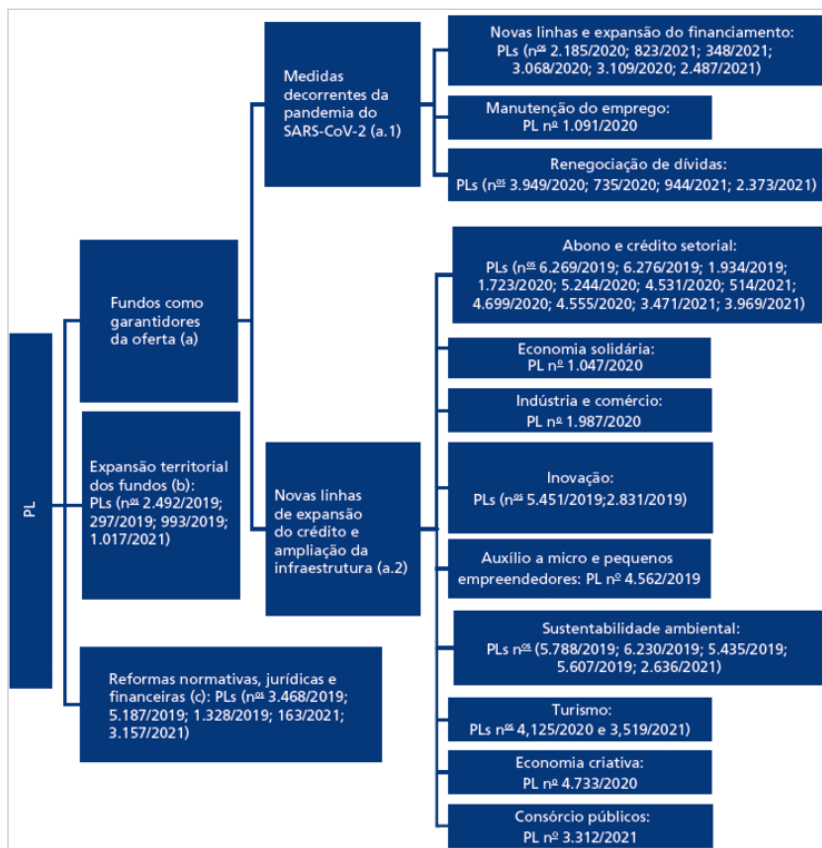 PL
Fundos como
garantidores
da oferta (a)
Expansão territorial
dos fundos (b):
PLs (nºs 2.492/2019;
297/2019; 993/2019;
1.017/2021)
Reformas normativas, jurídicas e
financeiras (c): PLs (nºs 3.468/2019;
5.187/2019; 1.328/2019; 163/2021;
3.157/2021)
Medidas
decorrentes da
pandemia do
SARS-CoV-2 (a.1)
Novas linhas
de expansão
do crédito e
ampliação da
infraestrutura (a.2)
Novas linhas e expansão do financiamento:
PLs (nºs 2.185/2020; 823/2021; 348/2021;
3.068/2020; 3.109/2020; 2.487/2021)
Manutenção do emprego:
PL nº 1.091/2020
Renegociação de dívidas:
PLs (nºs 3.949/2020; 735/2020; 944/2021; 2.373/2021)
Abono e crédito setorial:
PLs (nºs 6.269/2019; 6.276/2019; 1.934/2019;
1.723/2020; 5.244/2020; 4.531/2020; 514/2021;
4.699/2020; 4.555/2020; 3.471/2021; 3.969/2021)
Economia solidária:
PL nº 1.047/2020
Indústria e comércio:
PL nº 1.987/2020
Inovação:
PLs (nºs 5.451/2019;2.831/2019)
Auxílio a micro e pequenos
empreendedores: PL nº 4.562/2019
Sustentabilidade ambiental:
PLs nºs (5.788/2019; 6.230/2019; 5.435/2019;
5.607/2019; 2.636/2021)
Turismo:
PLs nºs 4,125/2020 e 3,519/2021)
Economia criativa:
PL nº 4.733/2020
Consórcio públicos:
PL nº 3.312/2021